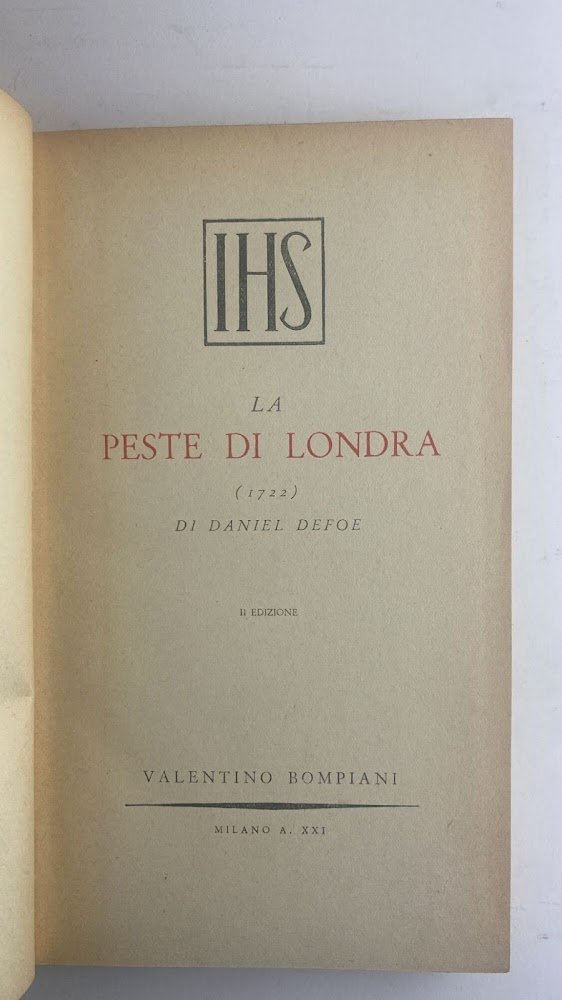 IHS
LA
PESTE DI LONDRA
(1722)
DI DANIEL DEFOE
II EDIZIONE
VALENTINO BOMPIANI
MILANO A. XXI